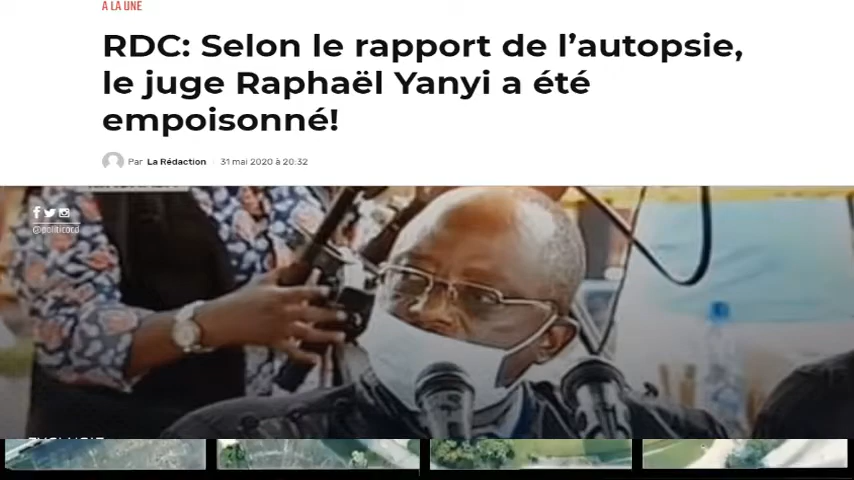 A LA UNE
RDC: Selon le rapport de l'autopsie,
le juge Raphaël Yanyi a été
empoisonné!
Par La Rédaction 31 mai 2020 à 20:32
@politicocd